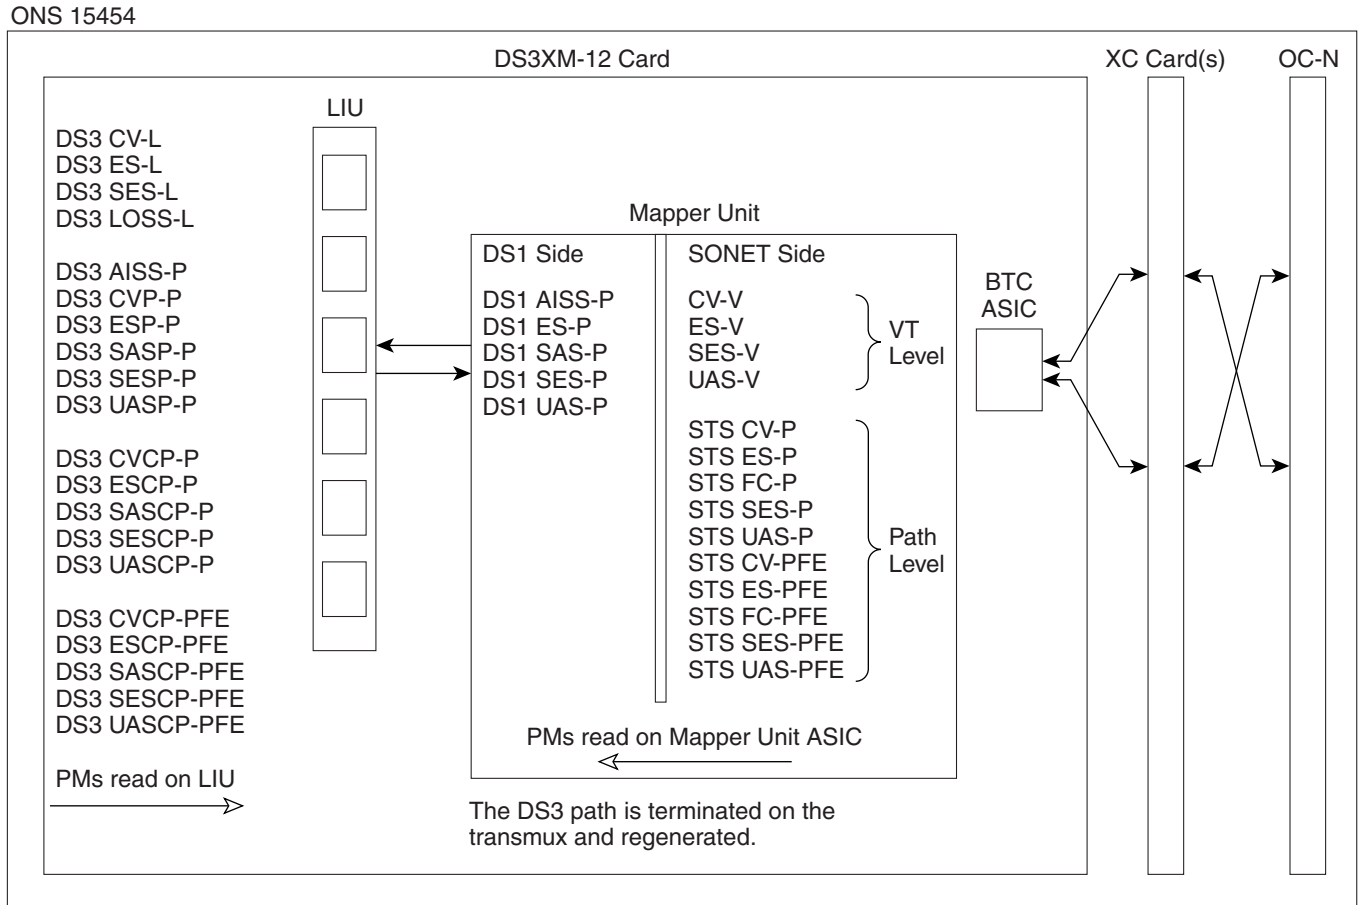 ONS 15454
DS3XM-12 Card
XC Card(s)
OC-N
LIU
DS3 CV-L
DS3 ES-L
DS3 SES-L
DS3 LOSS-L
DS3 AISS-P
DS3 CVP-P
DS3 ESP-P
DS3 SASP-P
DS3 SESP-P
DS3 UASP-P
DS3 CVCP-P
DS3 ESCP-P
DS3 SASCP-P
DS3 SESCP-P
DS3 UASCP-P
DS3 CVCP-PFE
DS3 ESCP-PFE
DS3 SASCP-PFE
DS3 SESCP-PFE
DS3 UASCP-PFE
PMs read on LIU
Mapper Unit
DS1 Side
DS1 AISS-P
DS1 ES-P
DS1 SAS-P
DS1 SES-P
DS1 UAS-P
SONET Side
CV-V
ES-V
SES-V
UAS-V
VT
Level
STS CV-P
STS ES-P
STS FC-P
STS SES-P
STS UAS-P
STS CV-PFE
STS ES-PFE
STS FC-PFE
STS SES-PFE
STS UAS-PFE
Path
Level
PMs read on Mapper Unit ASIC
The DS3 path is terminated on the
transmux and regenerated.
BTC
ASIC